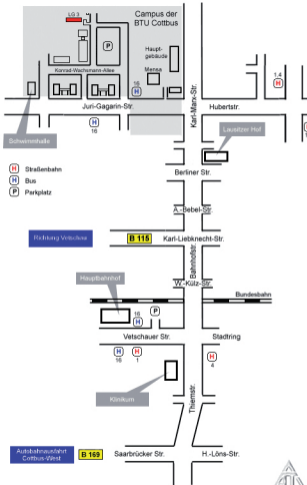 LG 3
Campus der
BTU Cottbus
P
Haupt-
gebäude
Konrad-Wachsmann-Allee
Mensa
16
H
1,4
H
Juri-Gagarin-Str.
Karl-Marx-Str.
Hubertstr.
H
16
Lausitzer Hof
Schwimmhalle
Berliner Str.
H Straßenbahn
H Bus
P Parkplatz
A.-Bebel-Str.
Richtung Vetschau
B 115
Karl-Liebknecht-Str.
Bahnhofstr.
Hauptbahnhof
W.-Külz-Str.
Bundesbahn
16
H
P
Vetschauer Str.
Stadtring
H
16
H
1
H
4
Klinikum
Thiemstr.
Autobahnausfahrt
Cottbus-West
B 169
Saarbrücker Str.
H.-Löns-Str.